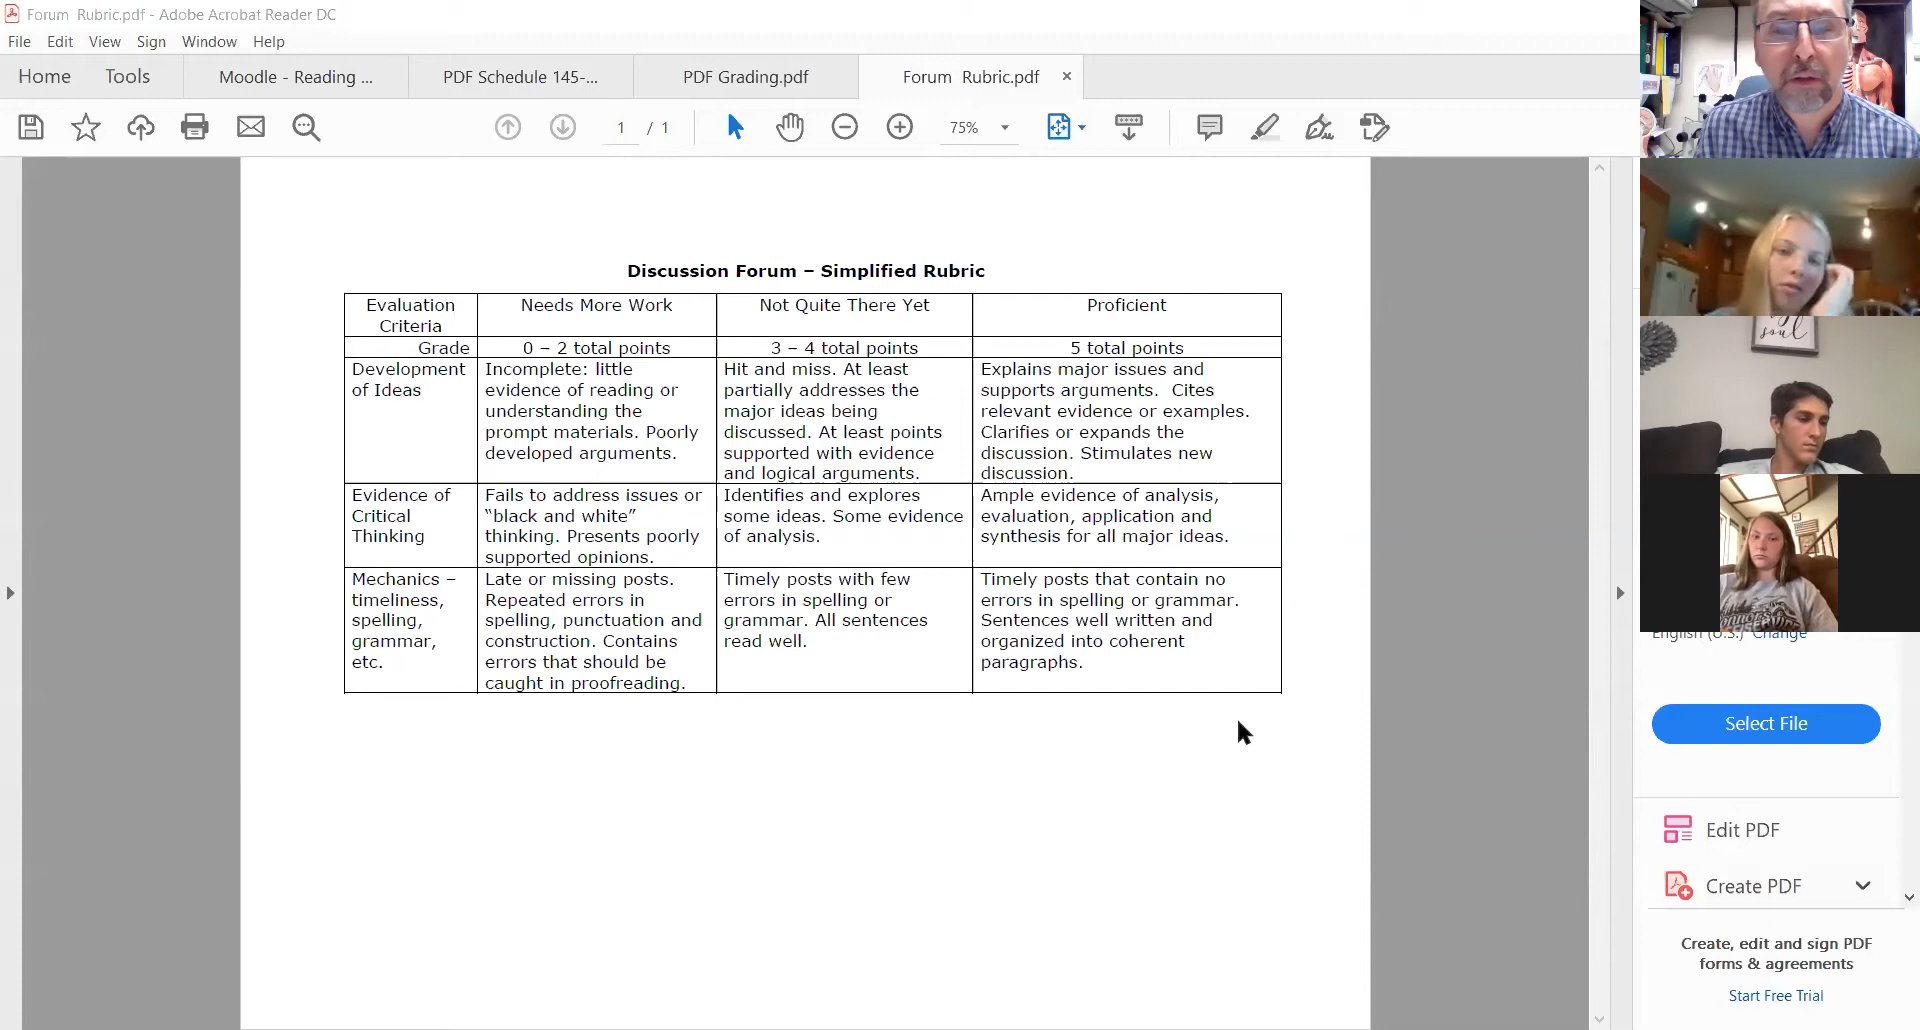 Forum Rubric.pdf - Adobe Acrobat Reader DC
File Edit View Sign Window Help
Home Tools Moodle - Reading ... PDF Schedule 145-... PDF Grading.pdf Forum Rubric.pdf ×
1 / 1 75%
Discussion Forum – Simplified Rubric
Evaluation Criteria
Needs More Work
Not Quite There Yet
Proficient
Grade
0 – 2 total points
3 – 4 total points
5 total points
Development
of Ideas
Incomplete: little
evidence of reading or
understanding the
prompt materials. Poorly
developed arguments.
Hit and miss. At least
partially addresses the
major ideas being
discussed. At least points
supported with evidence
and logical arguments.
Explains major issues and
supports arguments. Cites
relevant evidence or examples.
Clarifies or expands the
discussion. Stimulates new
discussion.
Evidence of
Critical
Thinking
Fails to address issues or
“black and white”
thinking. Presents poorly
supported opinions.
Identifies and explores
some ideas. Some evidence
of analysis.
Ample evidence of analysis,
evaluation, application and
synthesis for all major ideas.
Mechanics –
timeliness,
spelling,
grammar,
etc.
Late or missing posts.
Repeated errors in
spelling, punctuation and
construction. Contains
errors that should be
caught in proofreading.
Timely posts with few
errors in spelling or
grammar. All sentences
read well.
Timely posts that contain no
errors in spelling or grammar.
Sentences well written and
organized into coherent
paragraphs.
soul
English (U.S.) Change
Select File
Edit PDF
Create PDF
Create, edit and sign PDF
forms & agreements
Start Free Trial